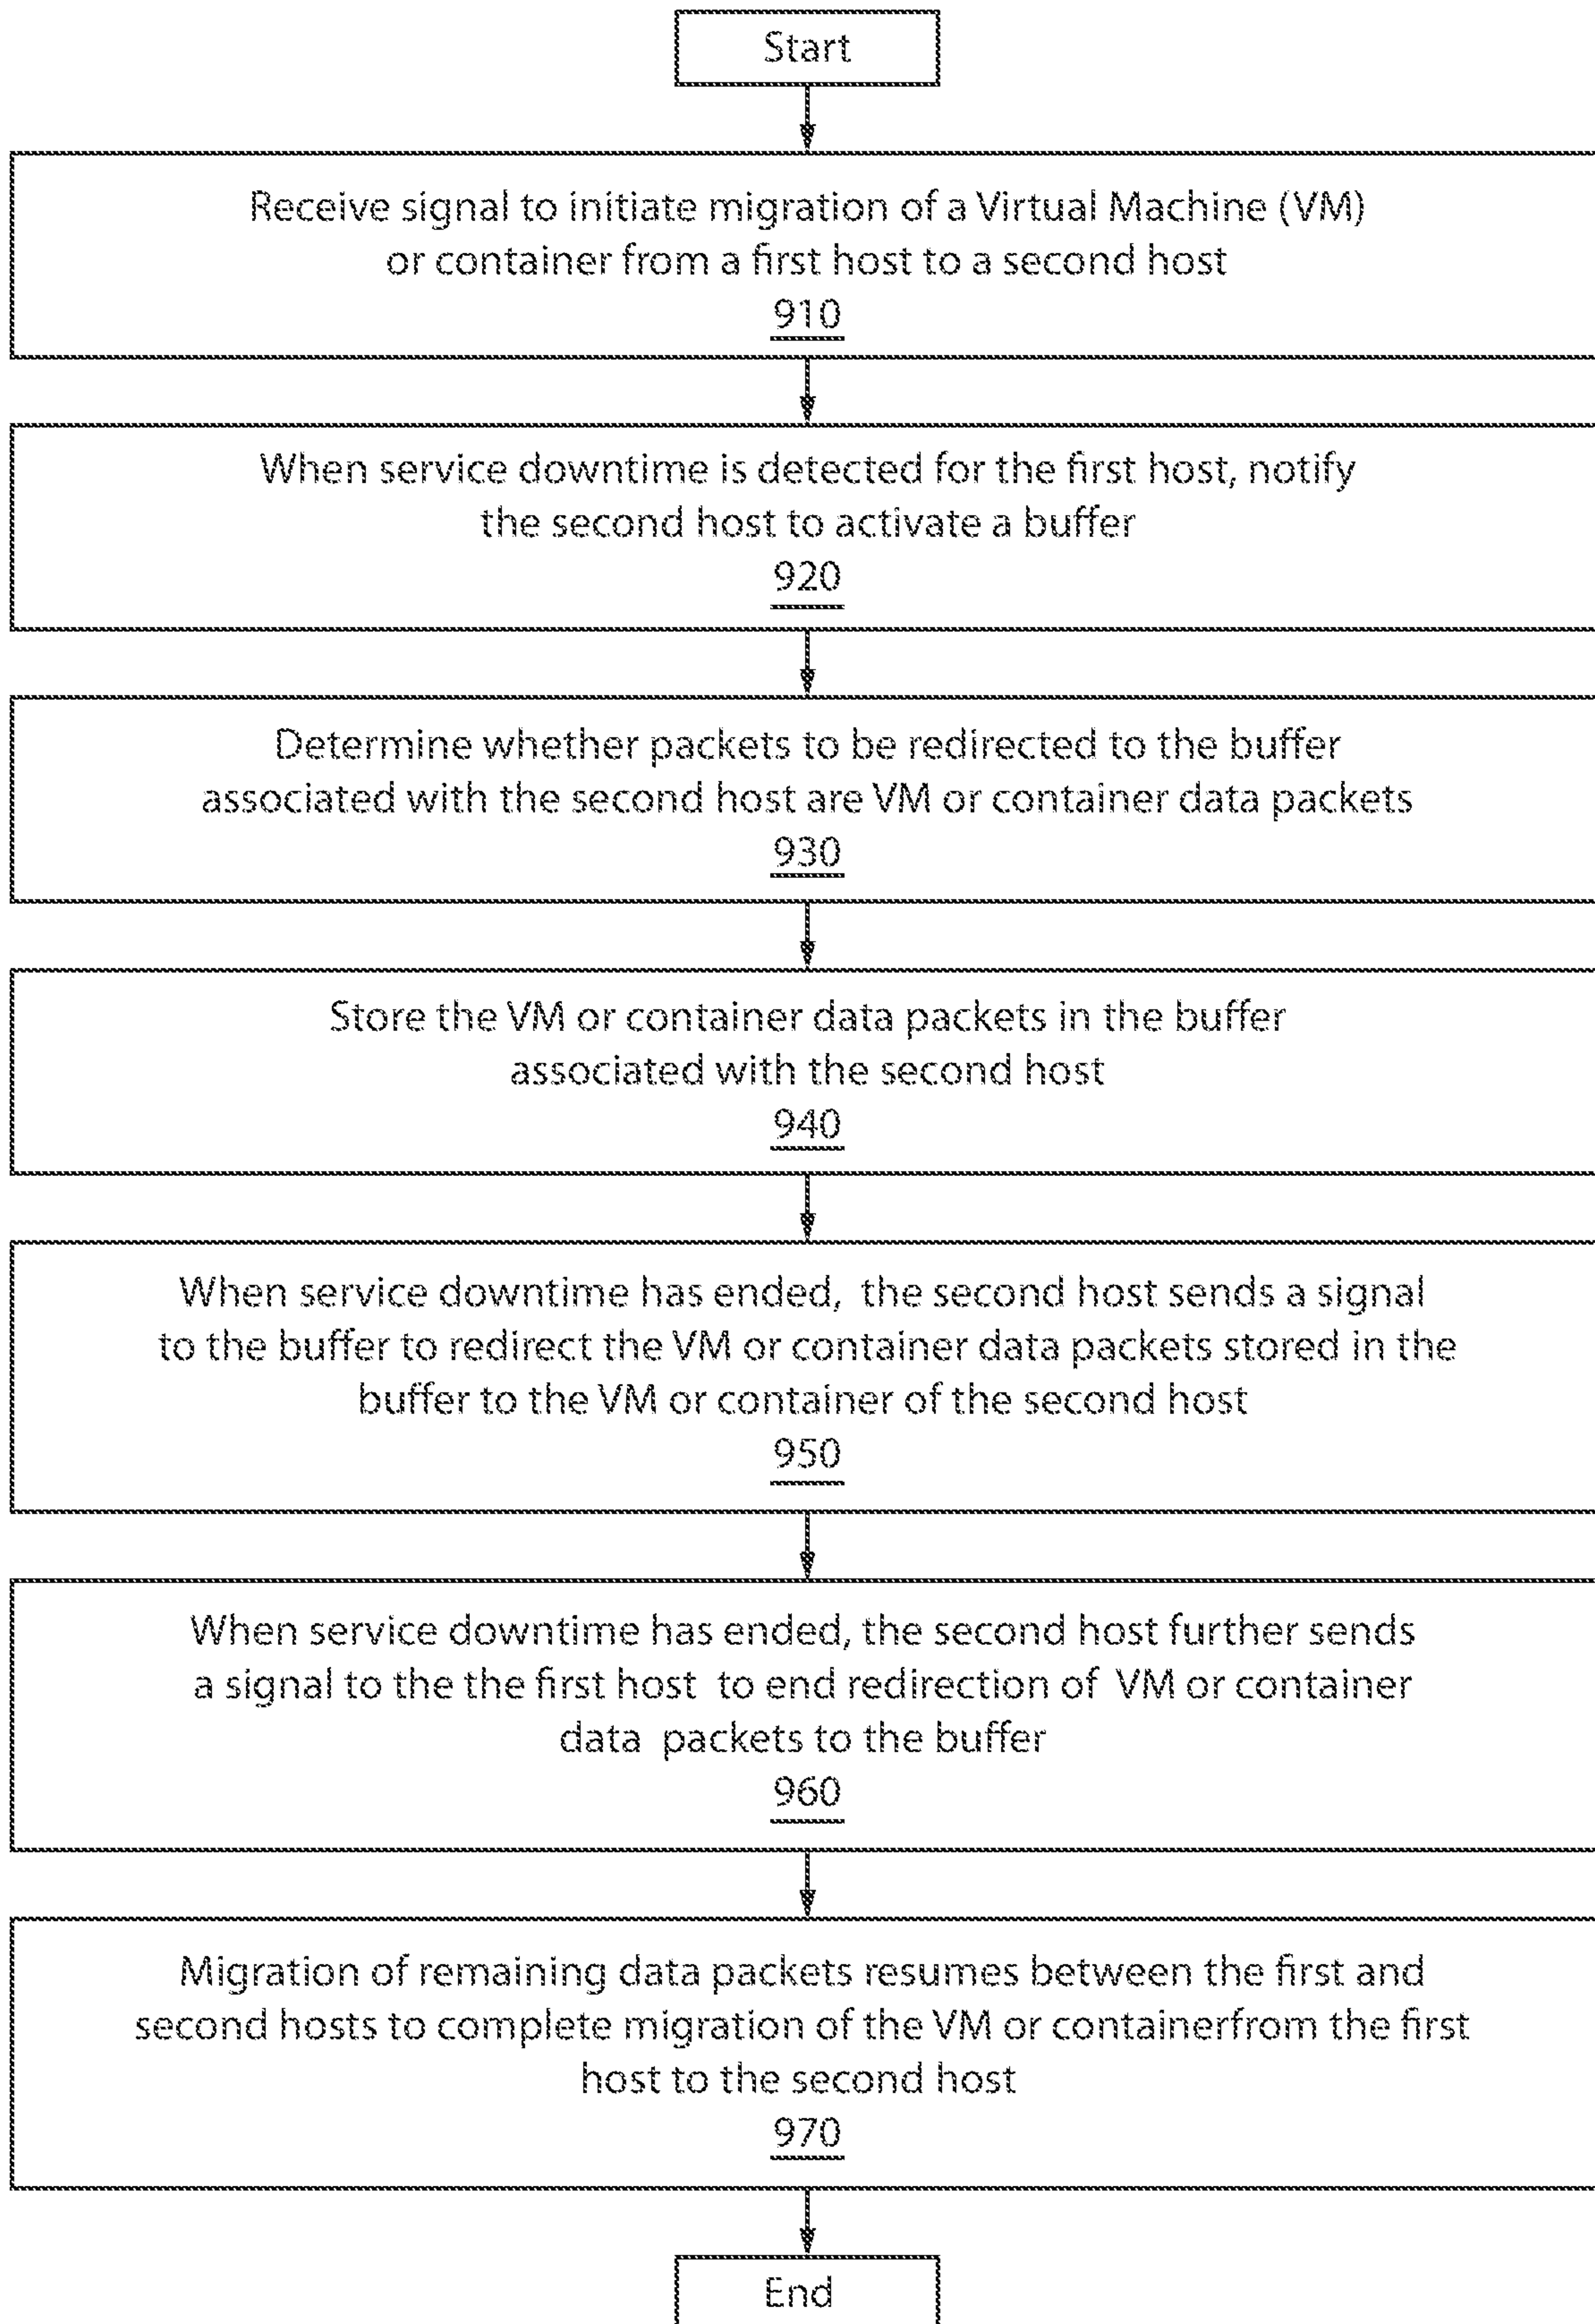 Start
Receive signal to initiate migration of a Virtual Machine (VM)
or container from a first host to a second host
910
When service downtime is detected for the first host, notify
the second host to activate a buffer
920
Determine whether packets to be redirected to the buffer
associated with the second host are VM or container data packets
930
Store the VM or container data packets in the buffer
associated with the second host
940
When service downtime has ended, the second host sends a signal
to the buffer to redirect the VM or container data packets stored in the
buffer to the VM or container of the second host
950
When service downtime has ended, the second host further sends
a signal to the the first host to end redirection of VM or container
data packets to the buffer
960
Migration of remaining data packets resumes between the first and
second hosts to complete migration of the VM or containerfrom the first
host to the second host
970
End